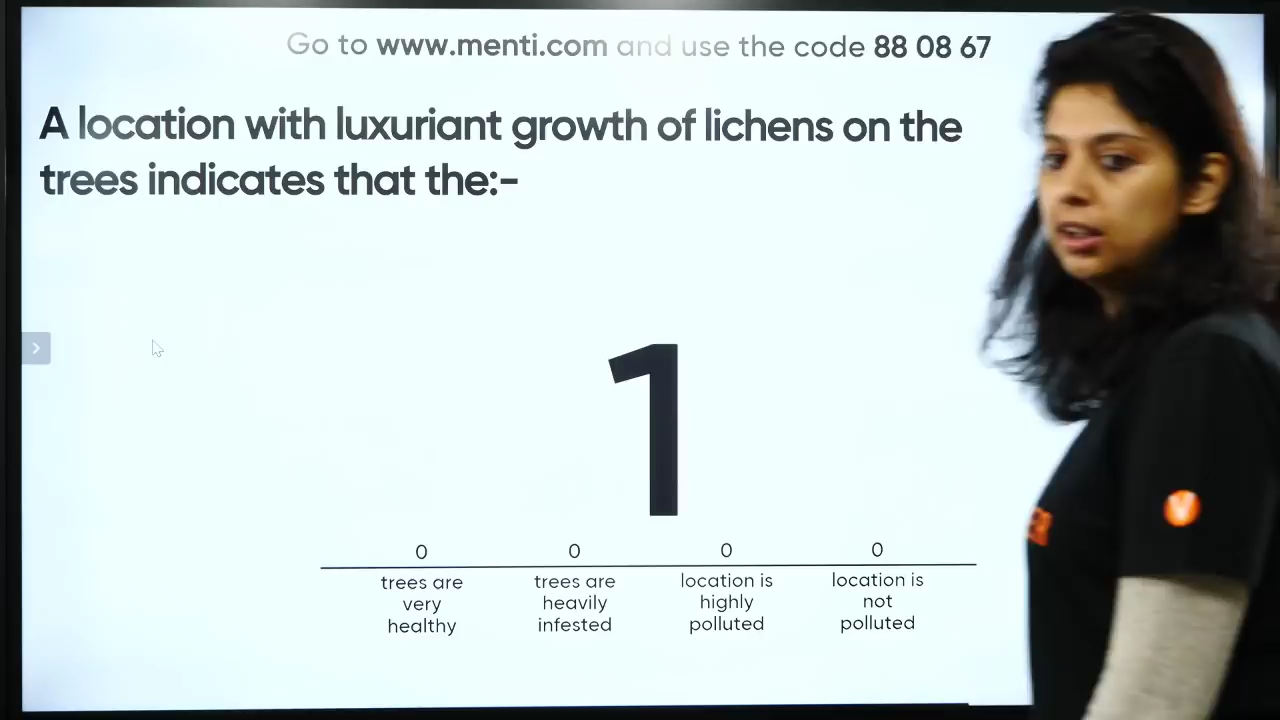 Go to www.menti.com and use the code 88 08 67
A location with luxuriant growth of lichens on the
trees indicates that the:-
1
0 0 0 0
trees are
very
healthy
trees are
heavily
infested
location is
highly
polluted
location is
not
polluted